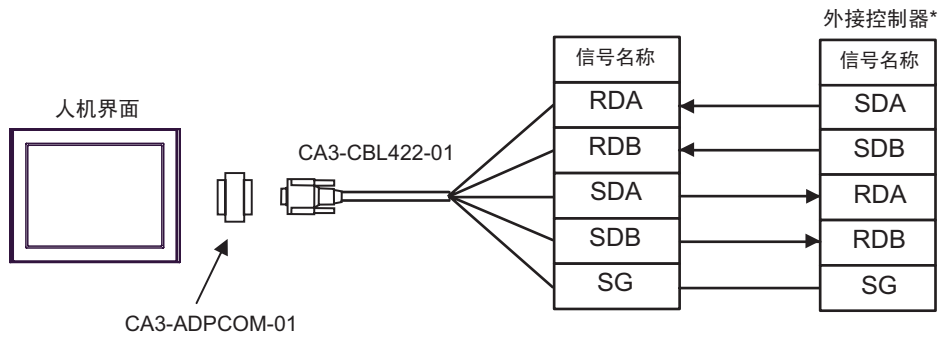 外接控制器*
信号名称
信号名称
人机界面
RDA
SDA
CA3-CBL422-01
RDB
SDB
SDA
RDA
SDB
RDB
SG
SG
CA3-ADPCOM-01